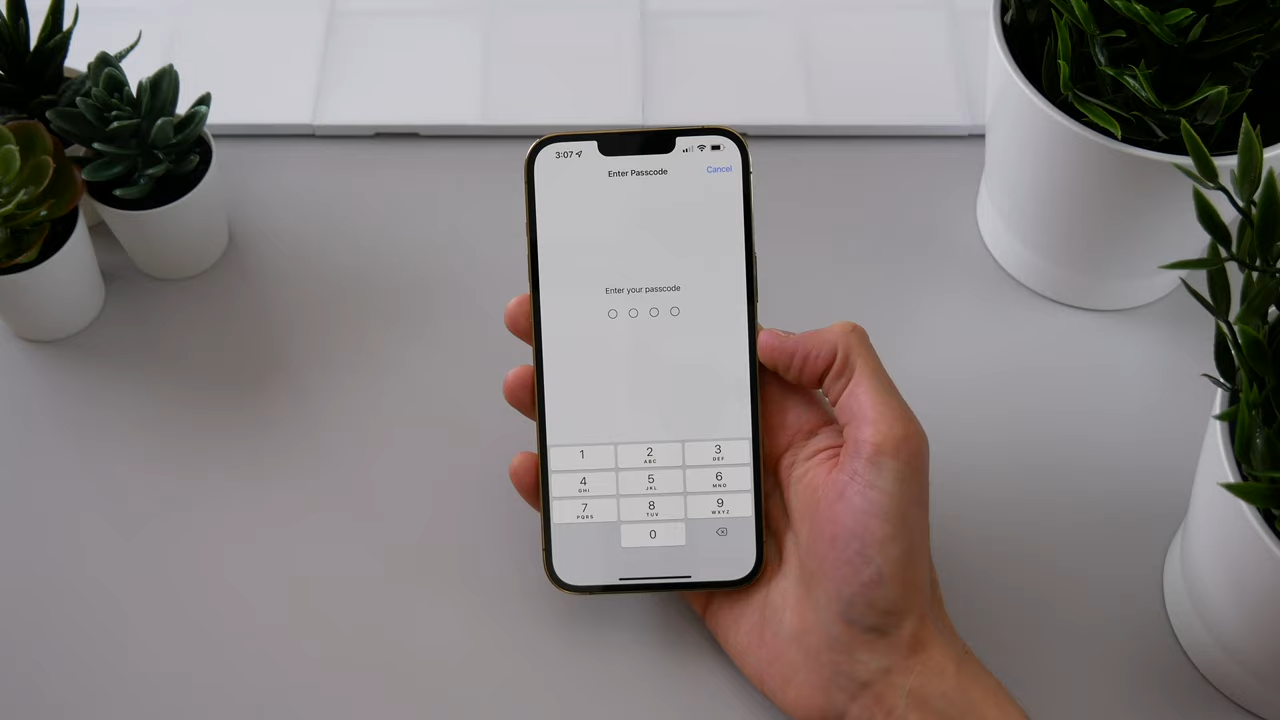 3:07
Enter Passcode
Cancel
Enter your passcode
1
2
ABC
3
DEF
4
GHI
5
JKL
6
MNO
7
PQRS
8
TUV
9
WXYZ
0